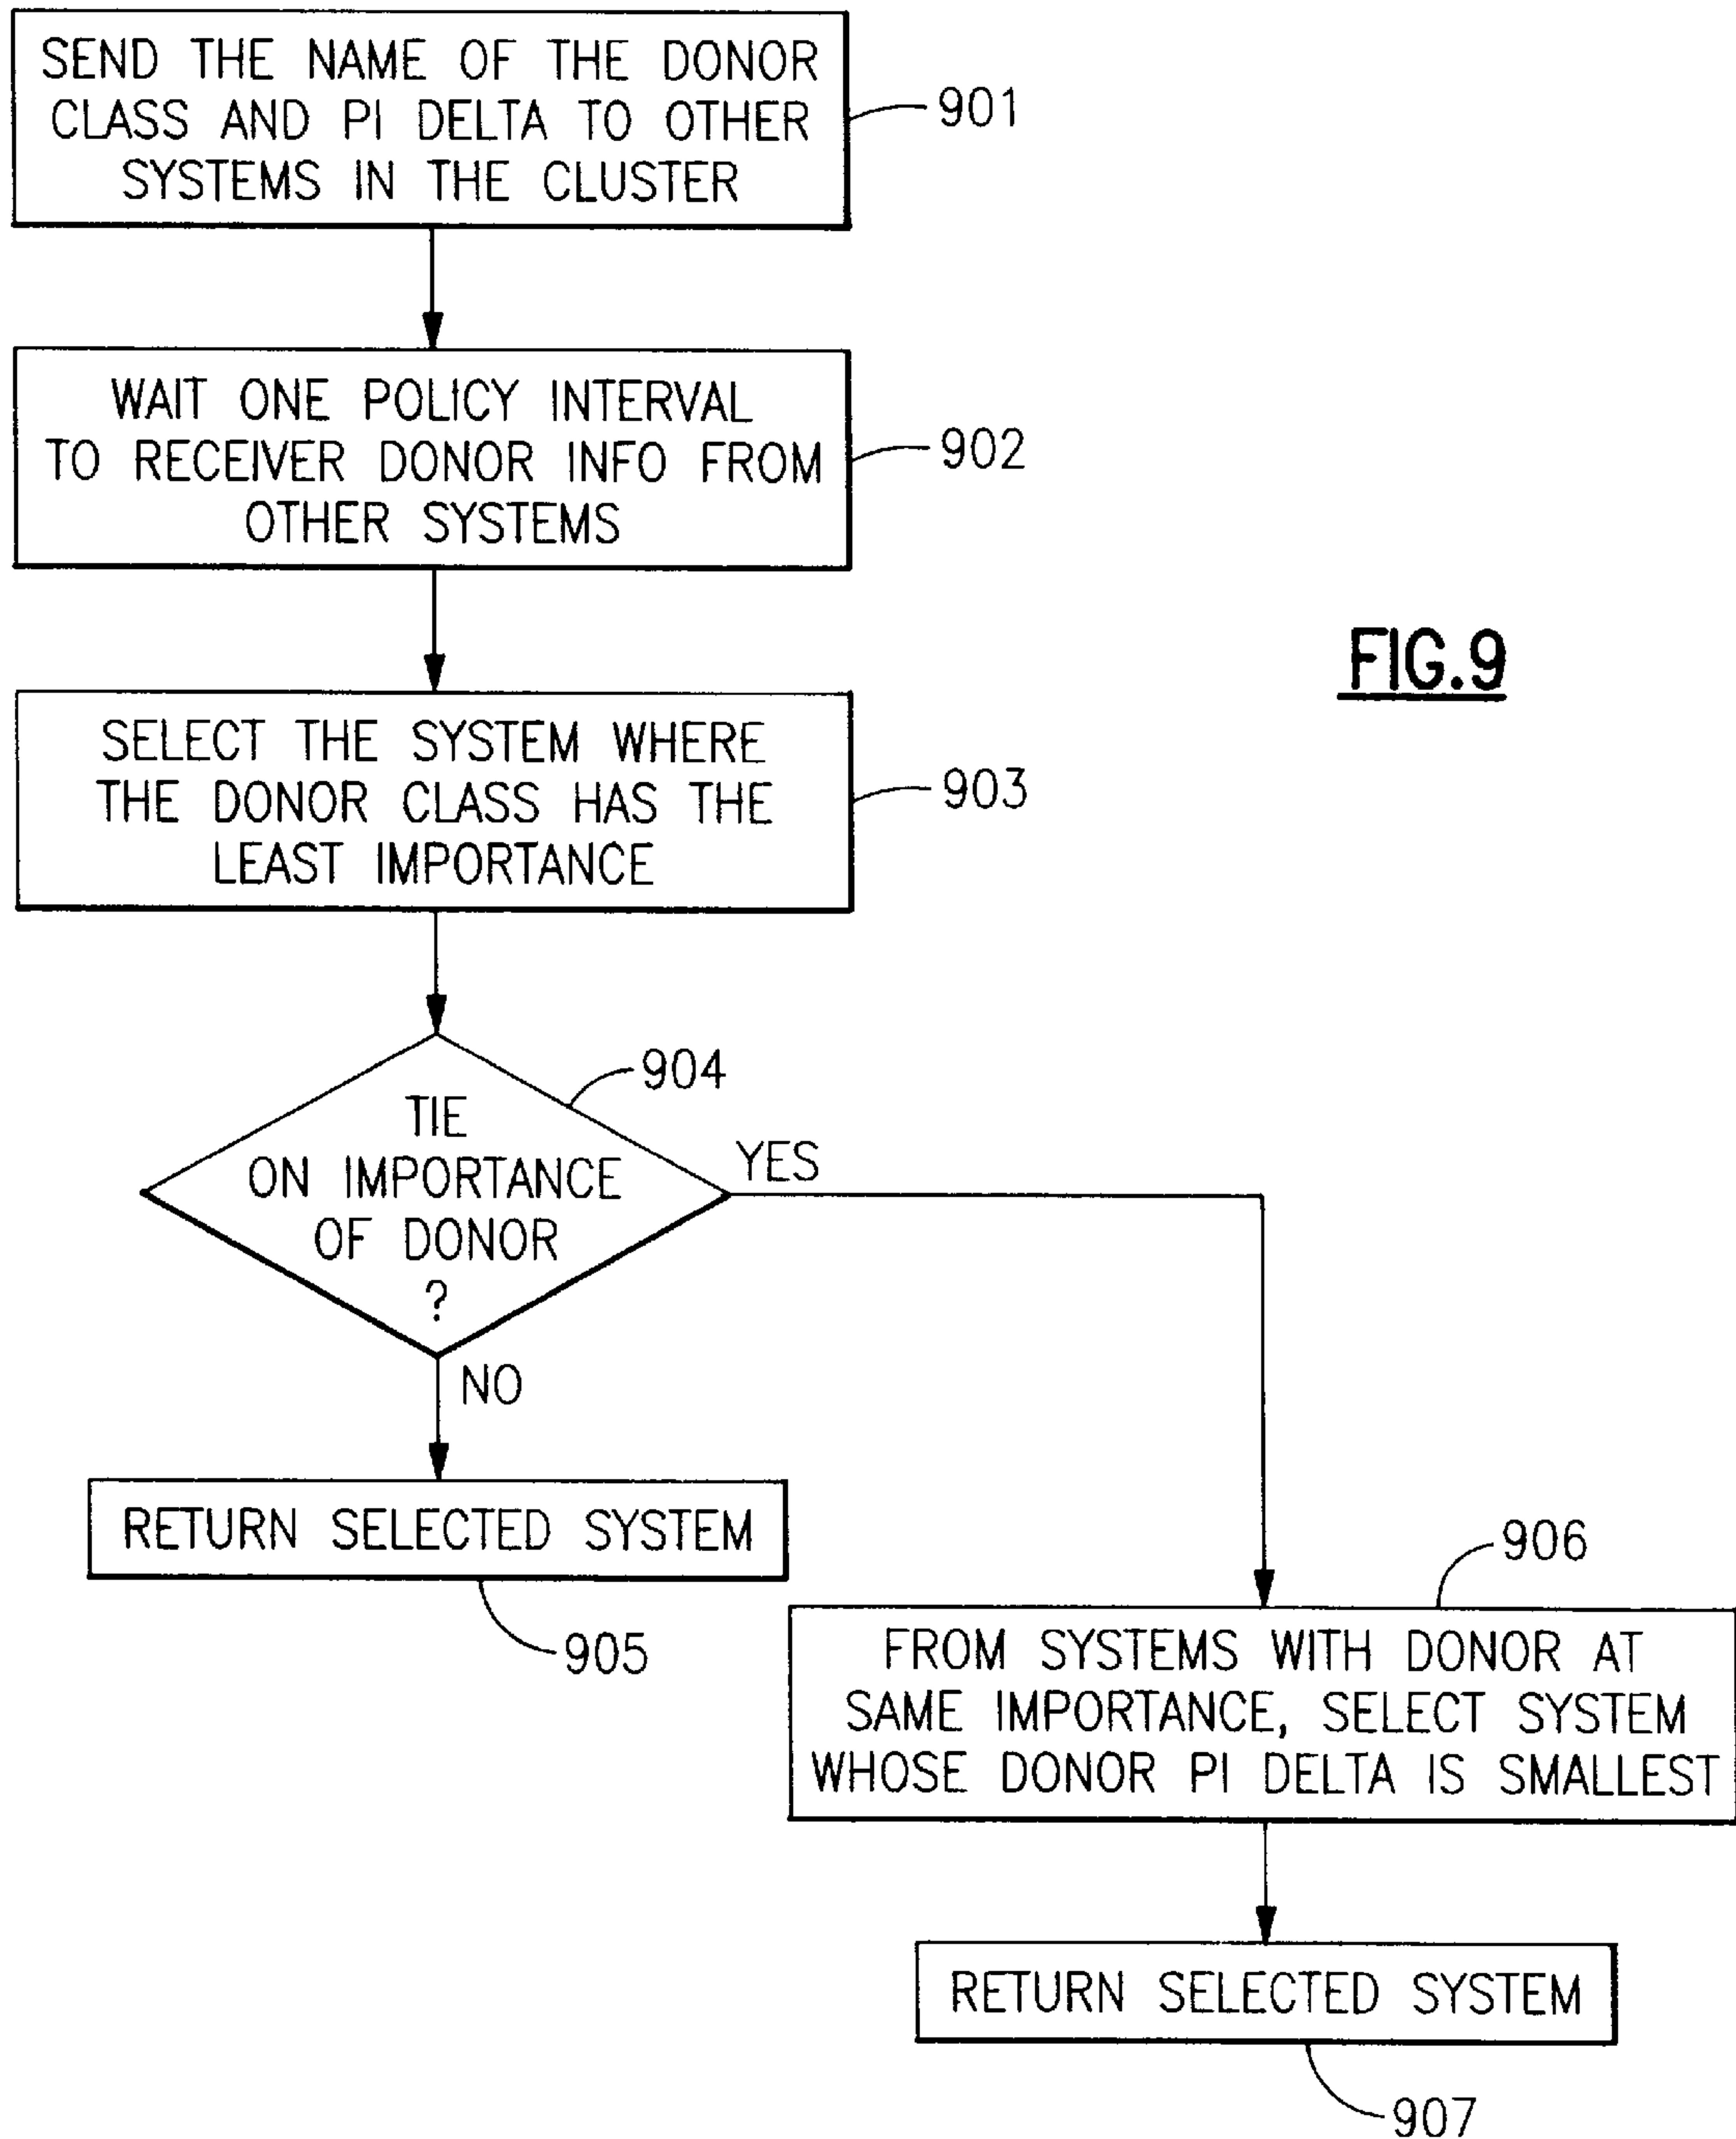 SEND THE NAME OF THE DONOR
CLASS AND PI DELTA TO OTHER
SYSTEMS IN THE CLUSTER
901
WAIT ONE POLICY INTERVAL
TO RECEIVER DONOR INFO FROM
OTHER SYSTEMS
902
FIG.9
SELECT THE SYSTEM WHERE
THE DONOR CLASS HAS THE
LEAST IMPORTANCE
903
TIE
ON IMPORTANCE
OF DONOR
?
904
YES
NO
RETURN SELECTED SYSTEM
905
906
FROM SYSTEMS WITH DONOR AT
SAME IMPORTANCE, SELECT SYSTEM
WHOSE DONOR PI DELTA IS SMALLEST
RETURN SELECTED SYSTEM
907